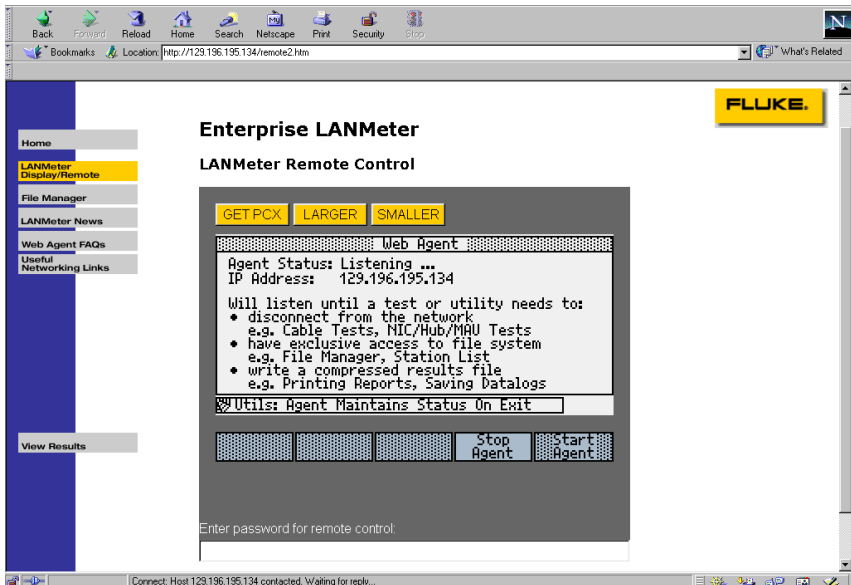 Back Forward Reload Home Search Netscape Print Security Stop
N
Bookmarks Location: http://129.196.195.134/remote2.htm What's Related
FLUKE.
Home
LANMeter
Display/Remote
File Manager
LANMeter News
Web Agent FAQs
Useful
Networking Links
View Results
Enterprise LANMeter
LANMeter Remote Control
GET PCX LARGER SMALLER
Web Agent
Agent Status: Listening ...
IP Address: 129.196.195.134
Will listen until a test or utility needs to:
• disconnect from the network
e.g. Cable Tests, NIC/Hub/MAU Tests
• have exclusive access to file system
e.g. File Manager, Station List
• write a compressed results file
e.g. Printing Reports, Saving Datalogs
Utils: Agent Maintains Status On Exit
Stop
Agent
Start
Agent
Enter password for remote control:
Connect: Host 129.196.195.134 contacted. Waiting for reply...